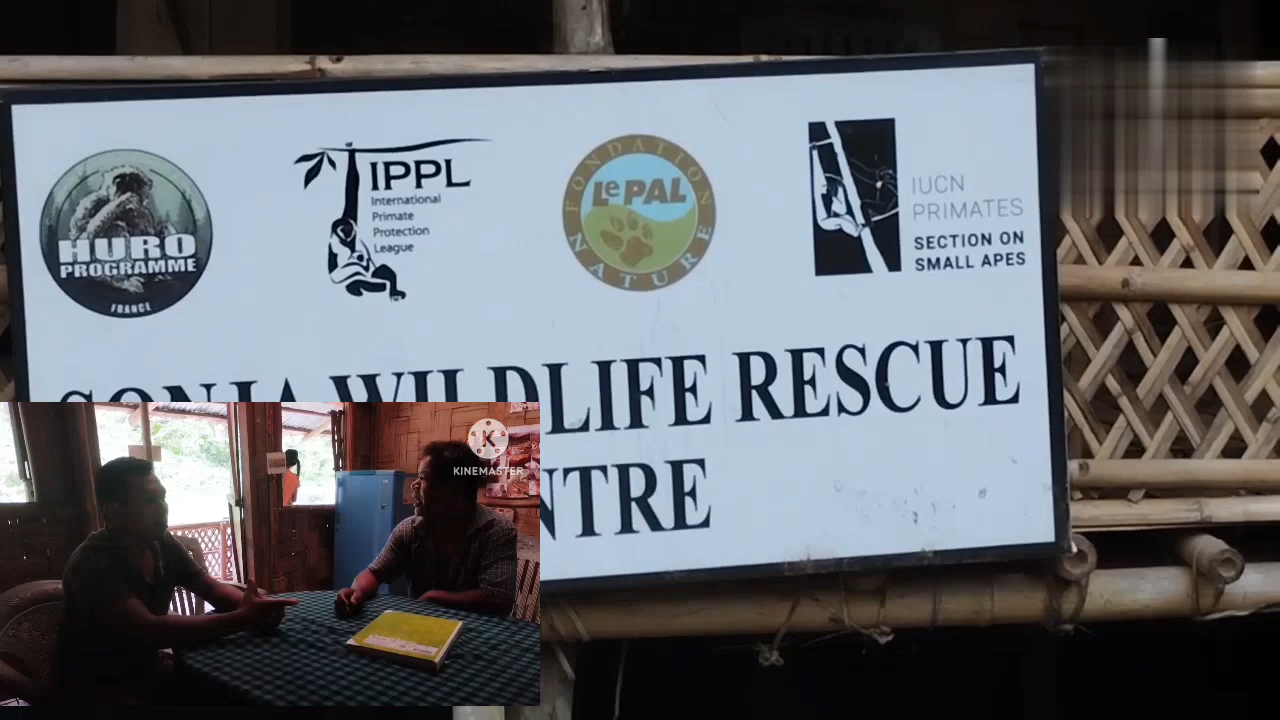 HURO
PROGRAMME
FRANCE
IPPL
International
Primate
Protection
League
FONDATION
LePAL
NATURE
IUCN
PRIMATES
SECTION ON
SMALL APES
WILDLIFE RESCUE
NTRE
KINEMASTER